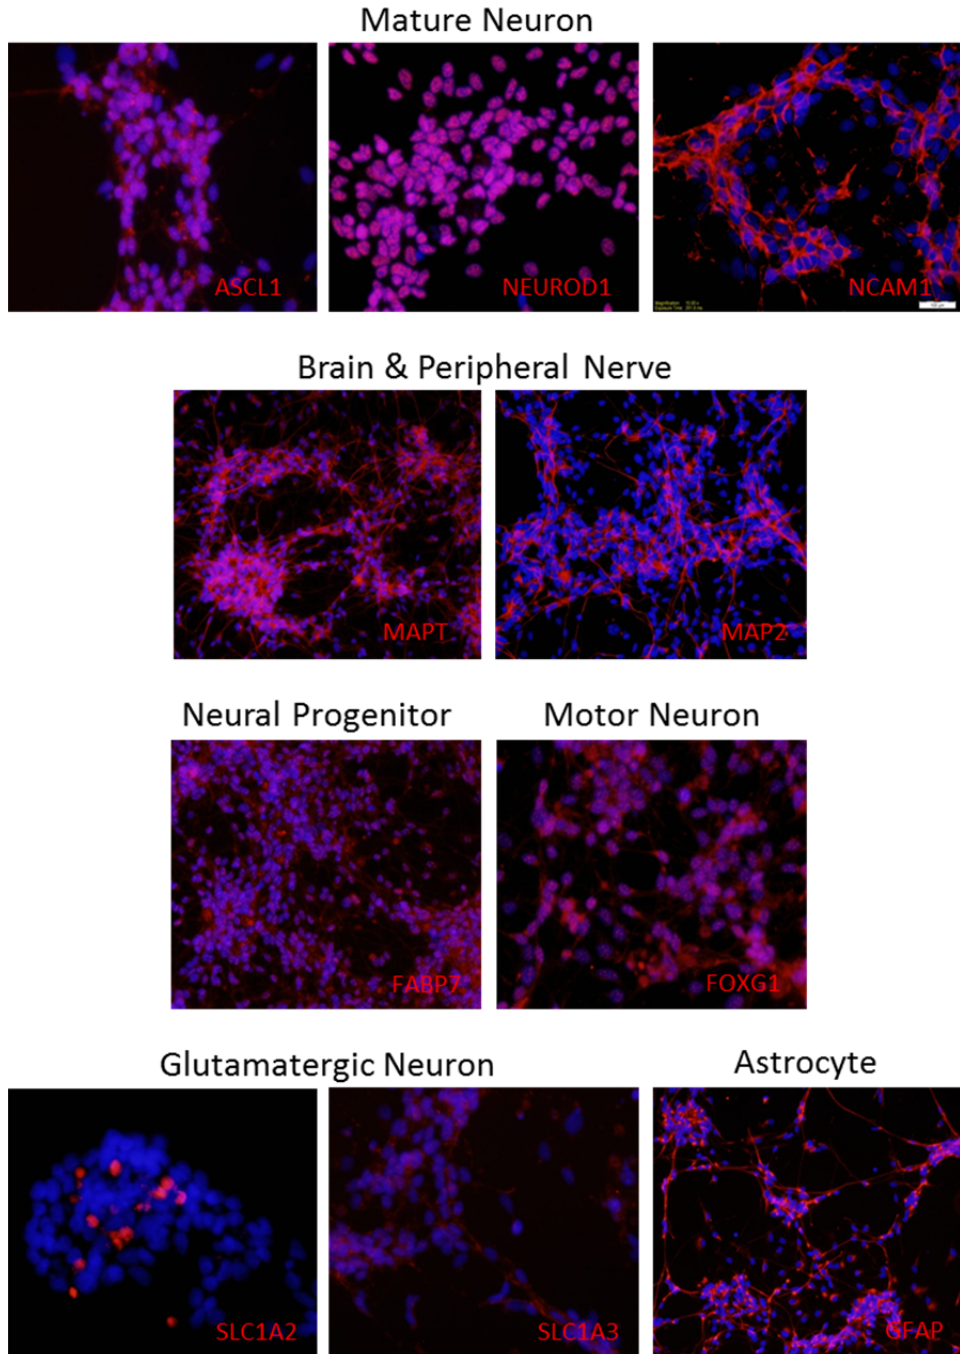 Mature Neuron
ASCL1
NEUROD1
NCAM1
Brain & Peripheral Nerve
MAPT
MAP2
Neural Progenitor
Motor Neuron
FABP7
FOXG1
Glutamatergic Neuron
Astrocyte
SLC1A2
SLC1A3
GFAP